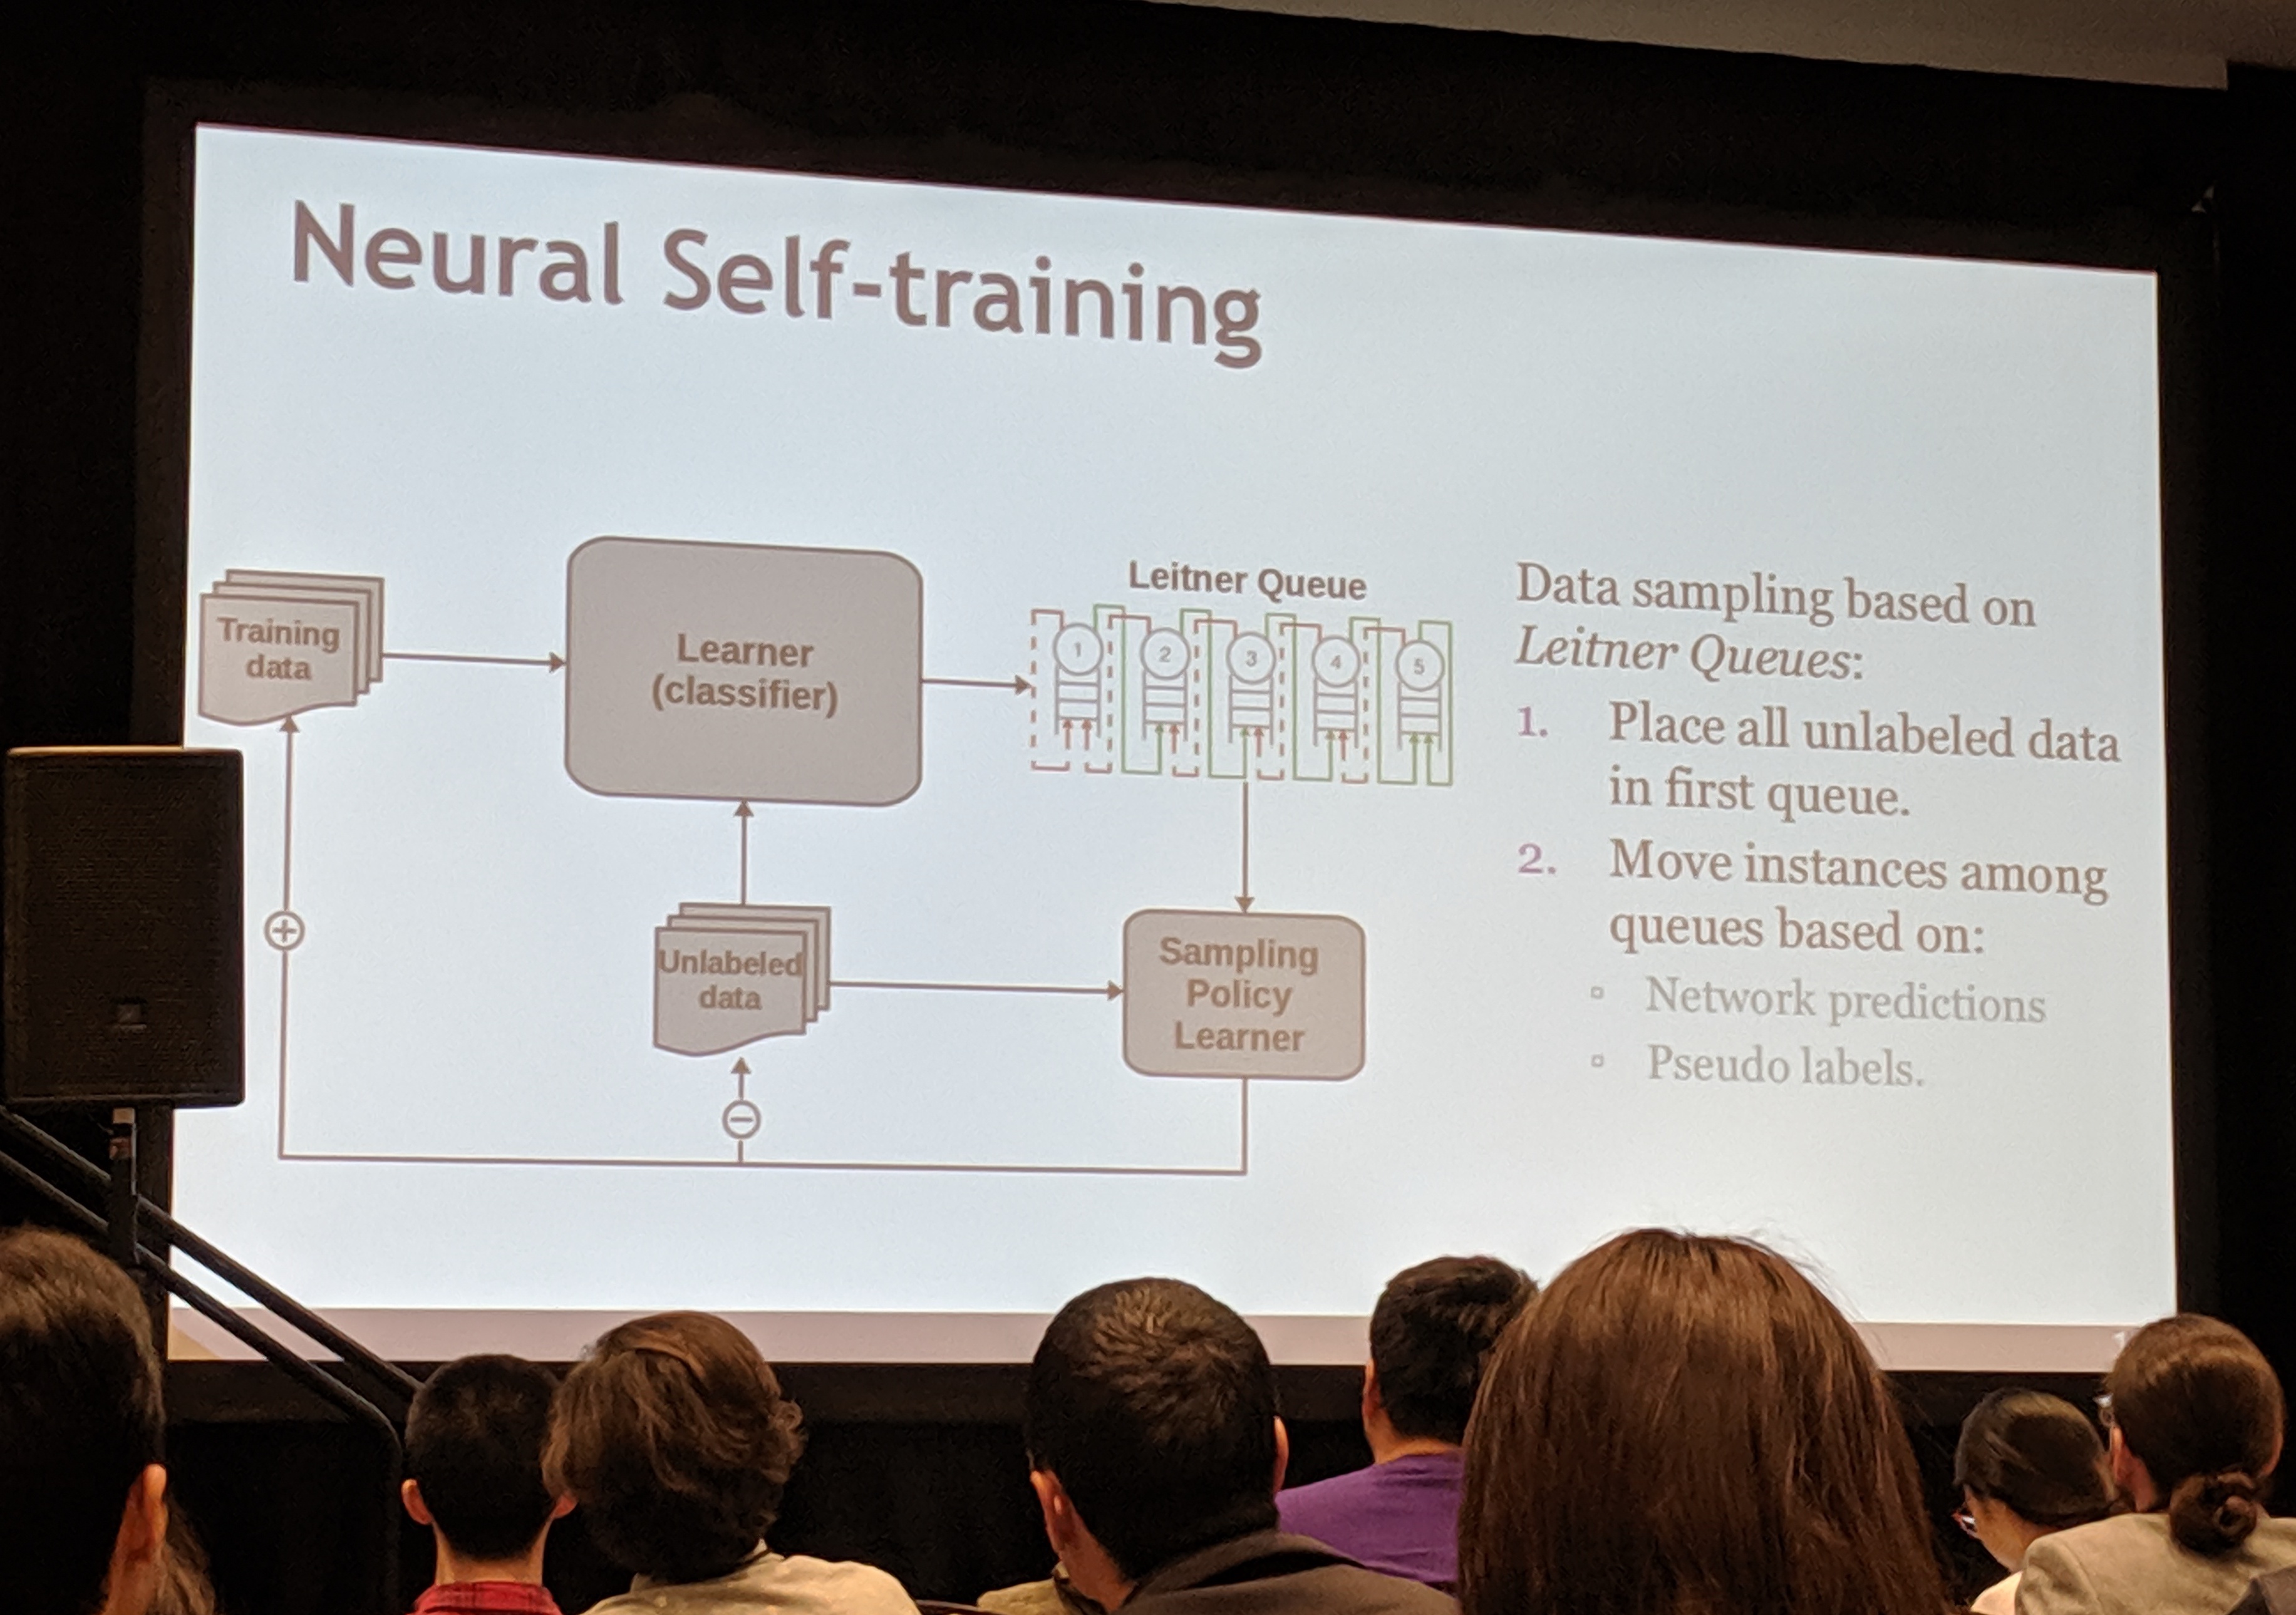 Neural Self-training
Training
data
Learner
(classifier)
Leitner Queue
1 2 3 4 5
Unlabeled
data
Sampling
Policy
Learner
+
−
Data sampling based on
Leitner Queues:
1. Place all unlabeled data
in first queue.
2. Move instances among
queues based on:
▫ Network predictions
▫ Pseudo labels.